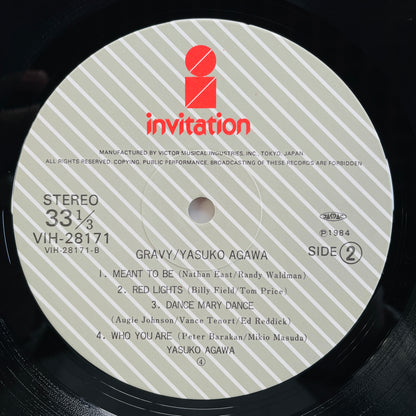 invitation
MANUFACTURED BY VICTOR MUSICAL INDUSTRIES, INC. TOKYO, JAPAN
ALL RIGHTS RESERVED. COPYING, PUBLIC PERFORMANCE, BROADCASTING OF THESE RECORDS ARE FORBIDDEN
STEREO
33 1/3
VIH-28171
VIH-28171-B
Ⓟ1984
SIDE ②
GRAVY/YASUKO AGAWA
1. MEANT TO BE (Nathan East/Randy Waldman)
2. RED LIGHTS (Billy Field/Tom Price)
3. DANCE MARY DANCE
(Augie Johnson/Vance Tenort/Ed Reddick)
4. WHO YOU ARE (Peter Barakan/Mikio Masuda)
YASUKO AGAWA
④